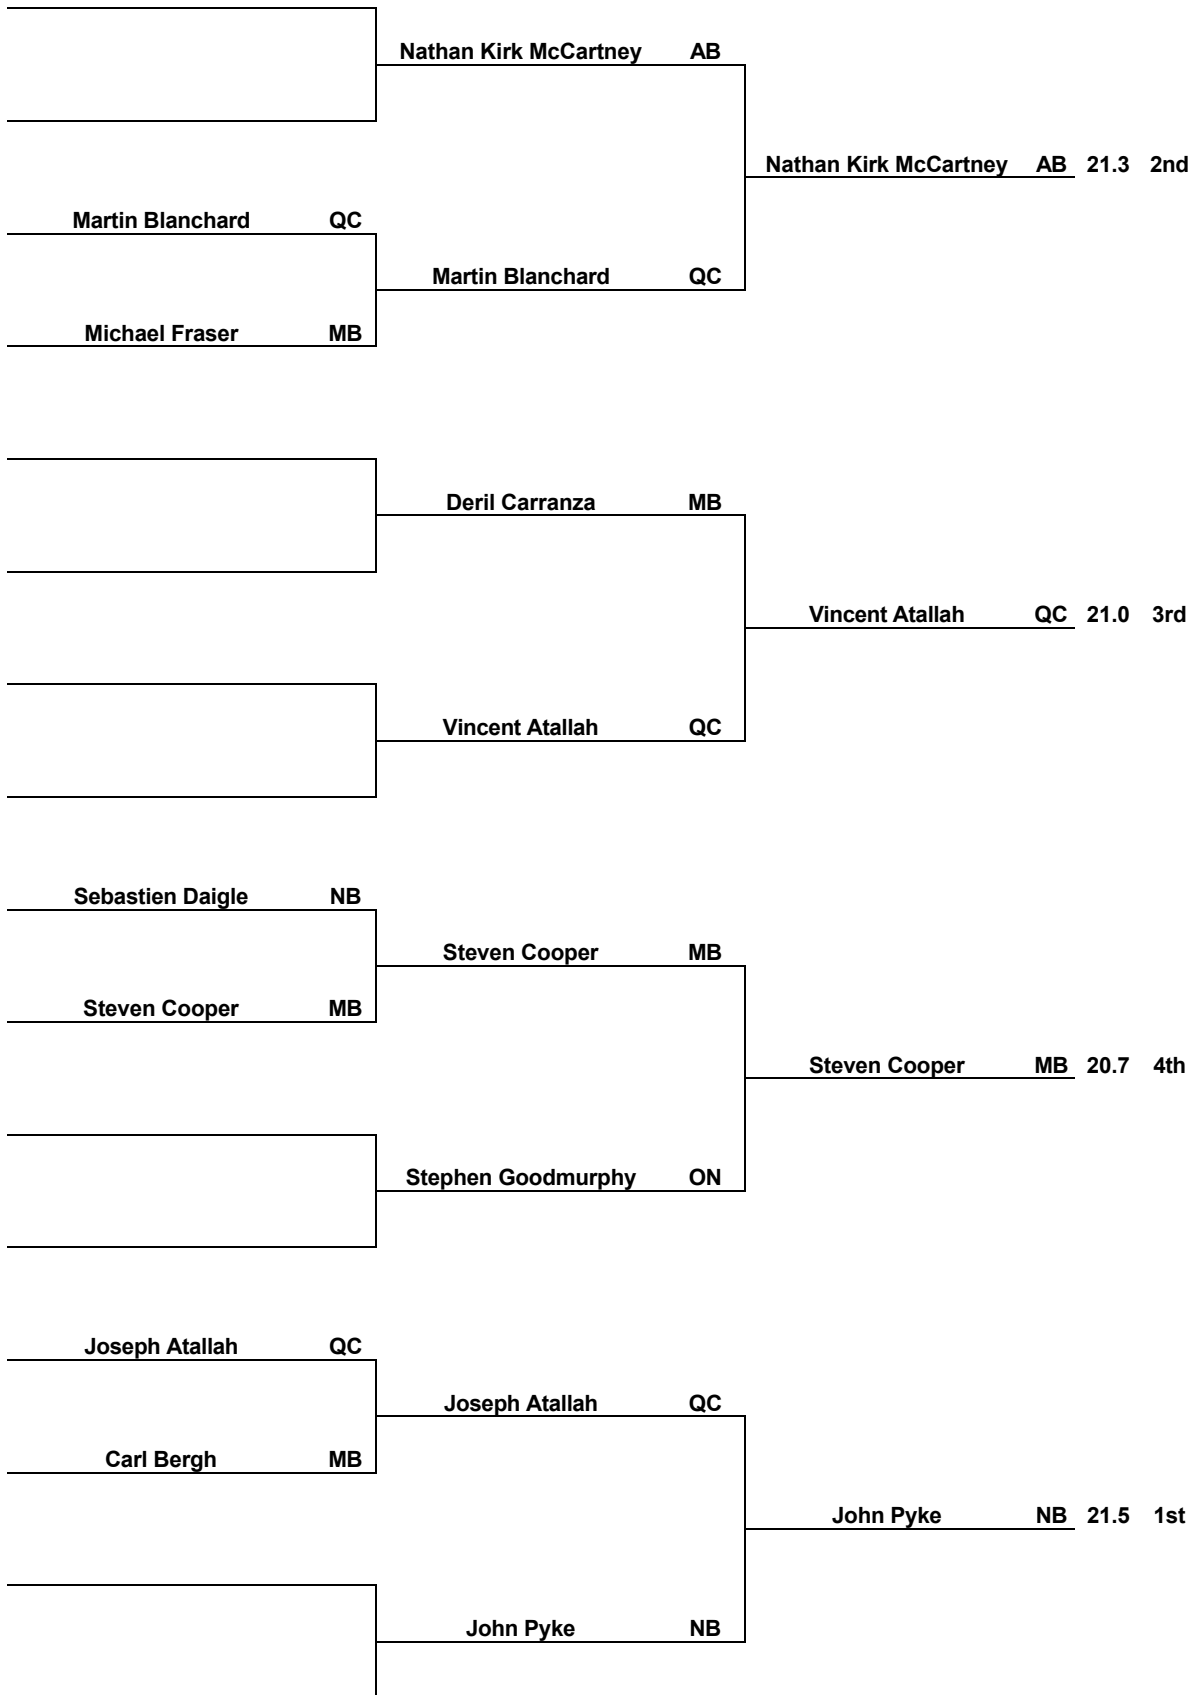 Nathan Kirk McCartney AB
Nathan Kirk McCartney AB 21.3 2nd
Martin Blanchard QC
Martin Blanchard QC
Michael Fraser MB
Deril Carranza MB
Vincent Atallah QC 21.0 3rd
Vincent Atallah QC
Sebastien Daigle NB
Steven Cooper MB
Steven Cooper MB
Steven Cooper MB 20.7 4th
Stephen Goodmurphy ON
Joseph Atallah QC
Joseph Atallah QC
Carl Bergh MB
John Pyke NB 21.5 1st
John Pyke NB